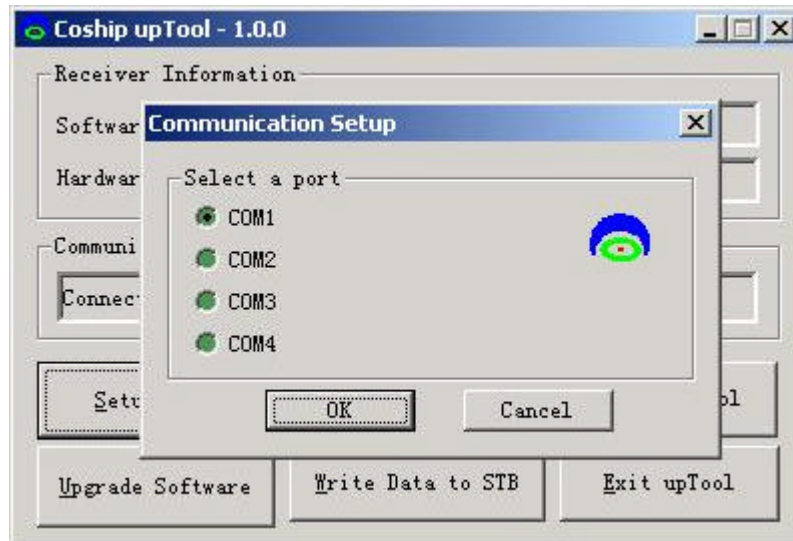 Coship upTool - 1.0.0
Receiver Information
Softwar
Communication Setup
Hardwar
Select a port
COM1
COM2
COM3
COM4
Communi
Connec
Setu
OK
Cancel
ol
Upgrade Software
Write Data to STB
Exit upTool